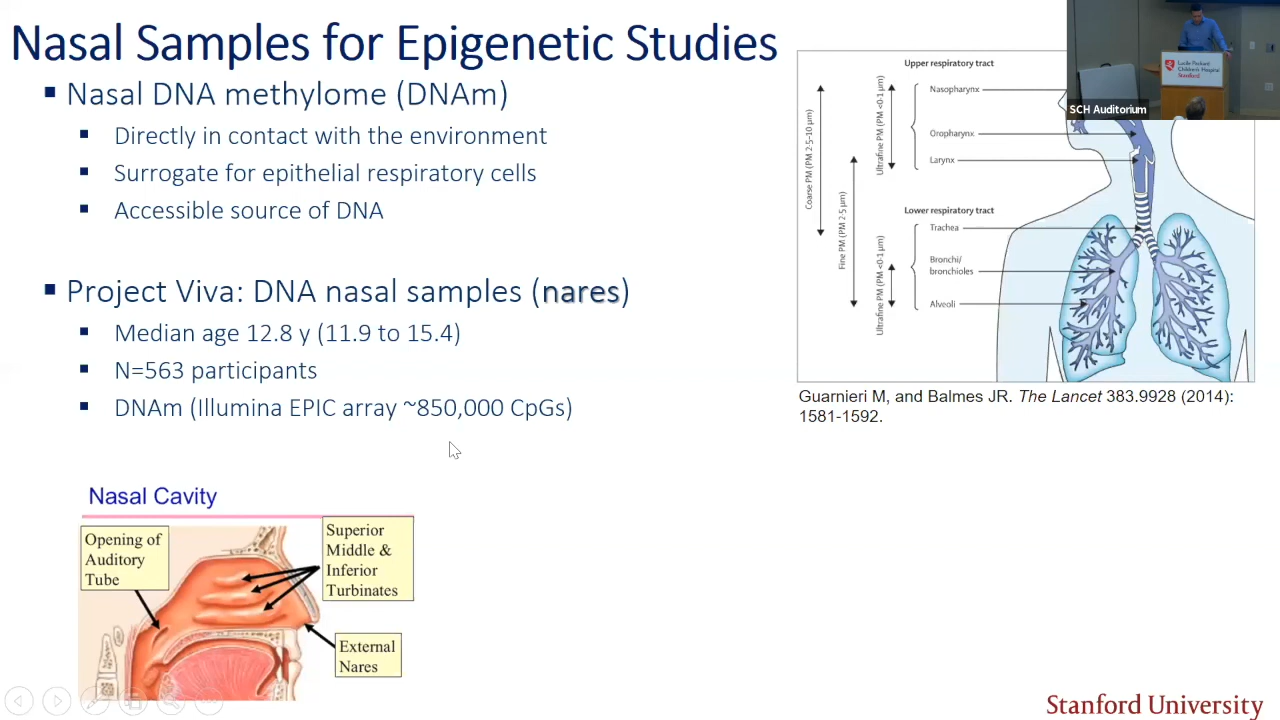 Nasal Samples for Epigenetic Studies
Nasal DNA methylome (DNAm)
Directly in contact with the environment
Surrogate for epithelial respiratory cells
Accessible source of DNA
Project Viva: DNA nasal samples (nares)
Median age 12.8 y (11.9 to 15.4)
N=563 participants
DNAm (Illumina EPIC array ~850,000 CpGs)
Nasal Cavity
Opening of
Auditory
Tube
Superior
Middle &
Inferior
Turbinates
External
Nares
Upper respiratory tract
Nasopharynx
Oropharynx
Larynx
Lower respiratory tract
Trachea
Bronchi/
bronchioles
Alveoli
Coarse PM (PM 2·5-10 μm)
Fine PM (PM 2·5 μm)
Ultrafine PM (PM <0·1 μm)
Ultrafine PM (PM <0·1 μm)
Guarnieri M, and Balmes JR. The Lancet 383.9928 (2014):
1581-1592.
Lucile Packard
Children's Hospital
Stanford
SCH Auditorium
Stanford University